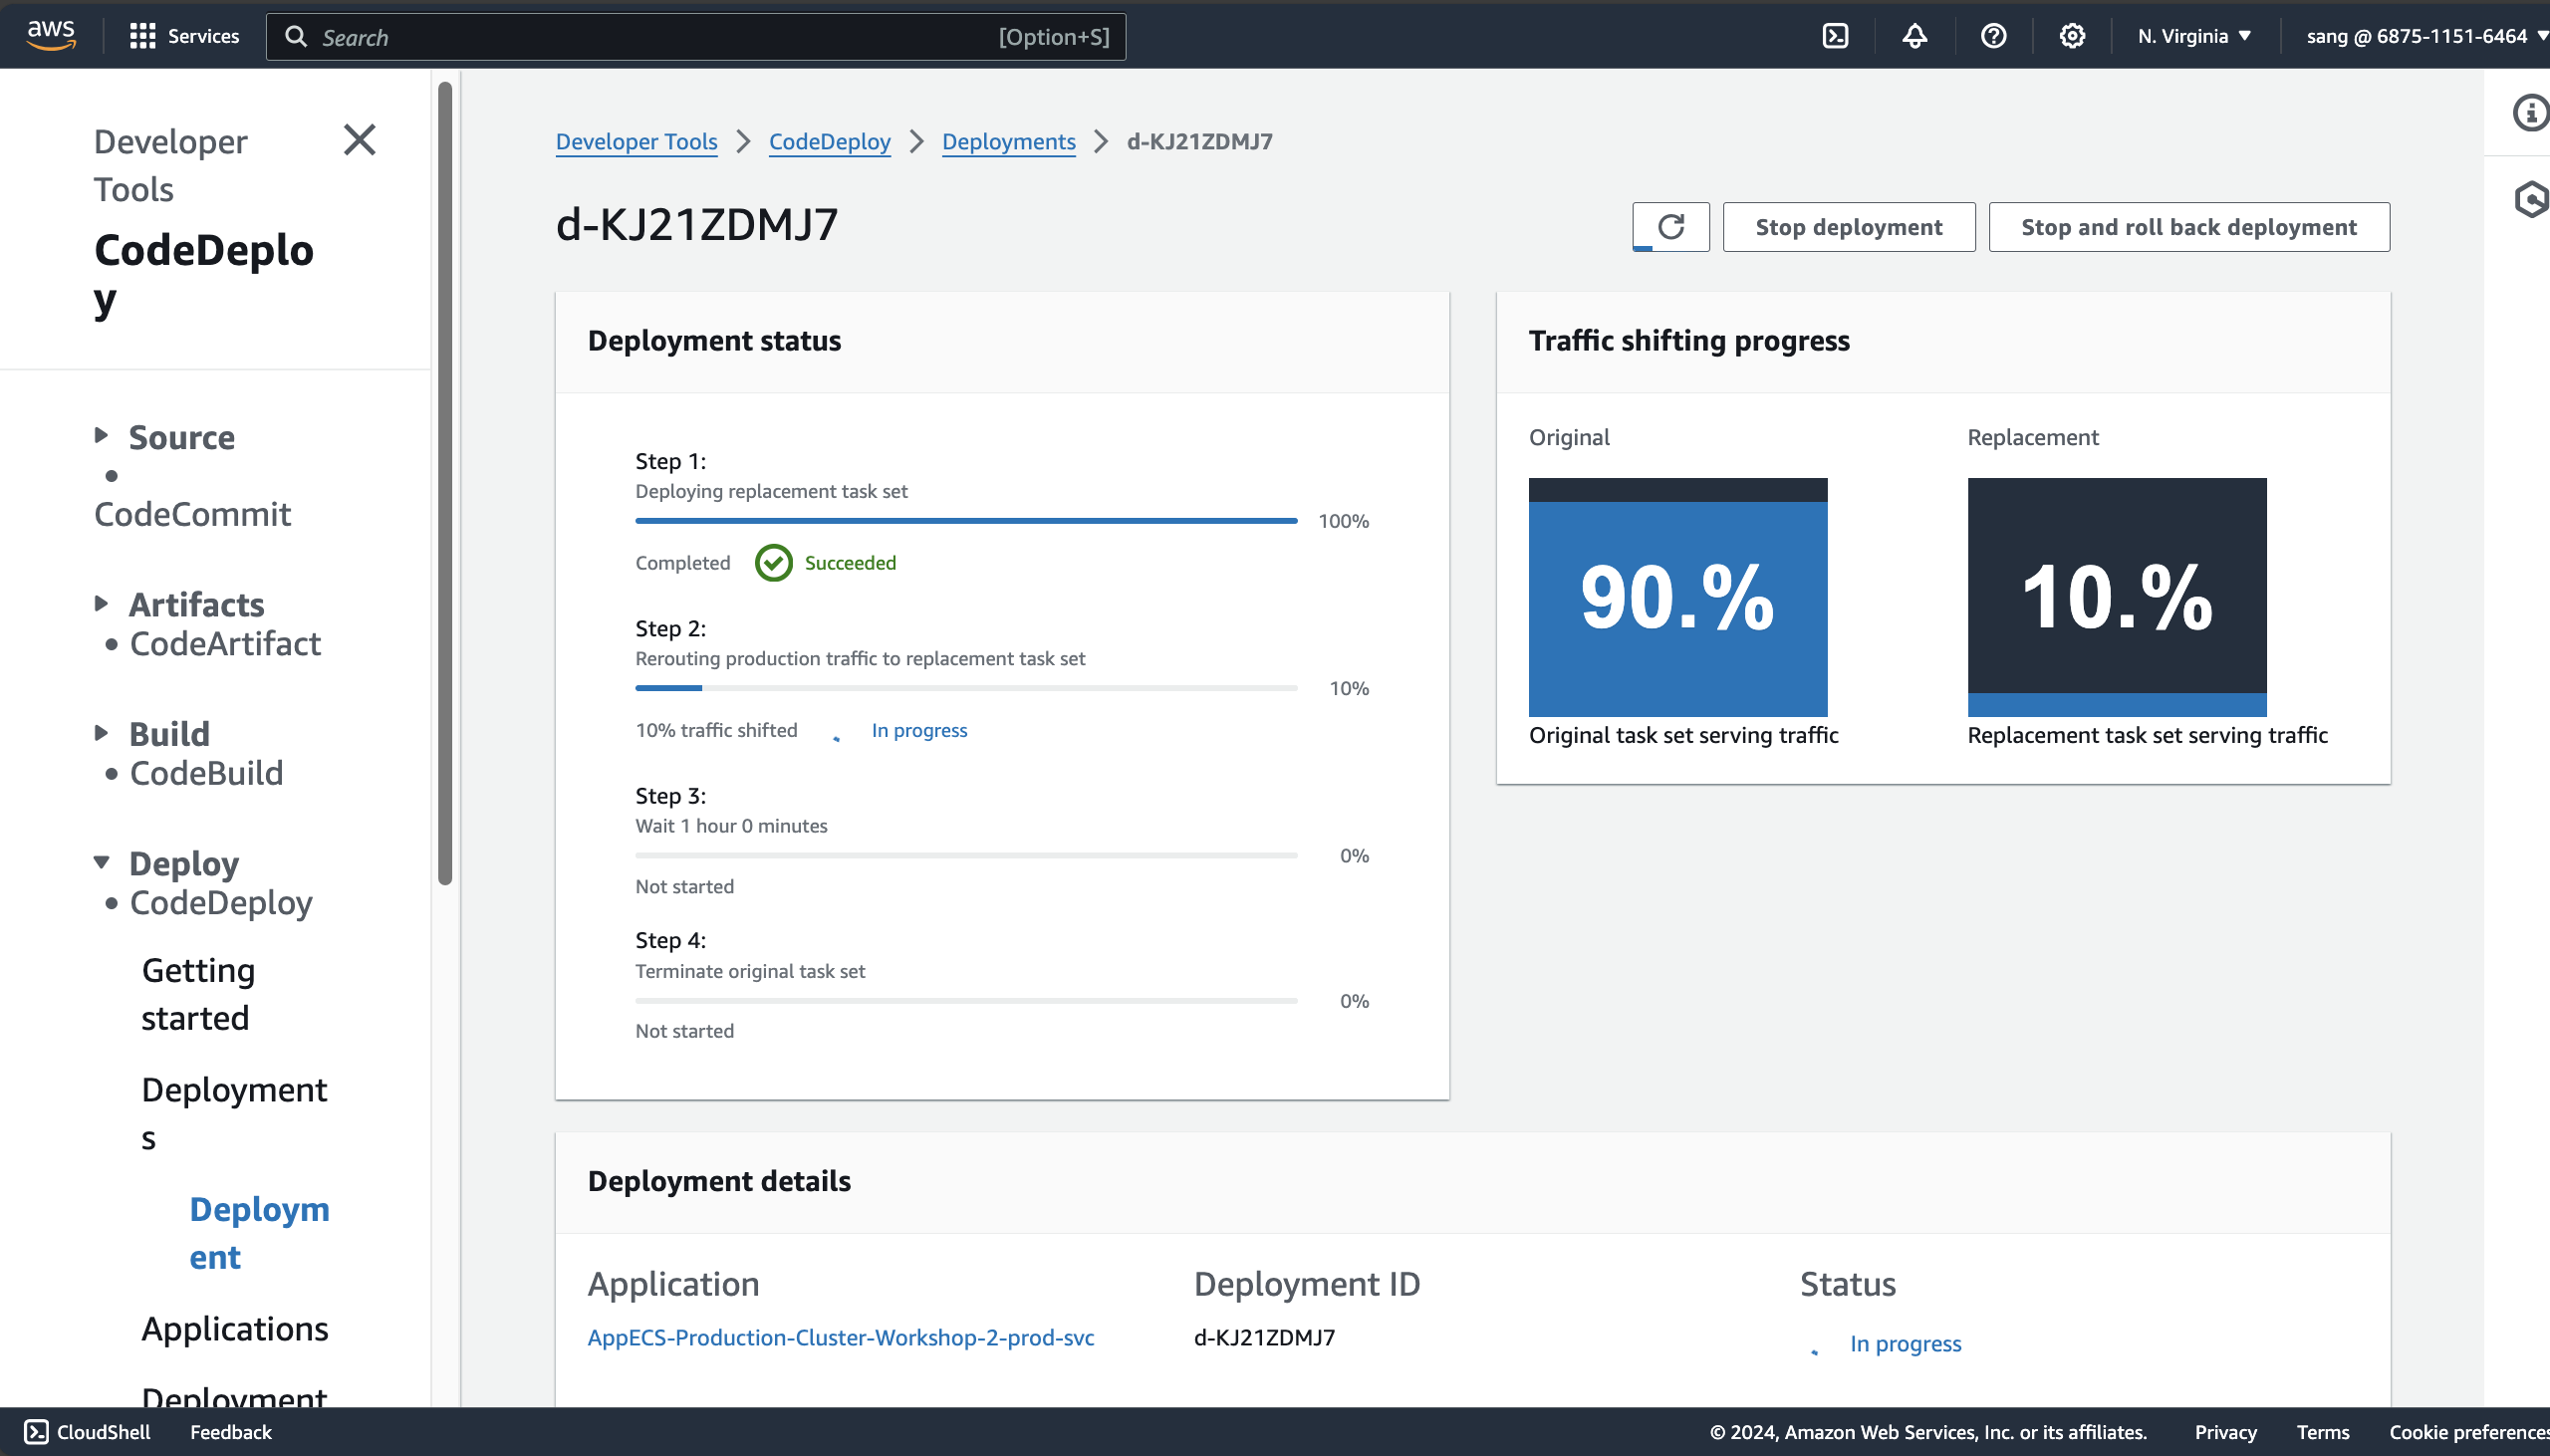 aws
Services
Search
[Option+S]
N. Virginia
sang @ 6875-1151-6464
Developer
Tools
CodeDeplo
y
Source
CodeCommit
Artifacts
CodeArtifact
Build
CodeBuild
Deploy
CodeDeploy
Getting
started
Deployment
s
Deploym
ent
Applications
Deployment
Developer Tools > CodeDeploy > Deployments > d-KJ21ZDMJ7
d-KJ21ZDMJ7
Stop deployment
Stop and roll back deployment
Deployment status
Step 1:
Deploying replacement task set
100%
Completed Succeeded
Step 2:
Rerouting production traffic to replacement task set
10%
10% traffic shifted In progress
Step 3:
Wait 1 hour 0 minutes
0%
Not started
Step 4:
Terminate original task set
0%
Not started
Traffic shifting progress
Original
90.%
Original task set serving traffic
Replacement
10.%
Replacement task set serving traffic
Deployment details
Application
AppECS-Production-Cluster-Workshop-2-prod-svc
Deployment ID
d-KJ21ZDMJ7
Status
In progress
CloudShell
Feedback
© 2024, Amazon Web Services, Inc. or its affiliates.
Privacy
Terms
Cookie preferences